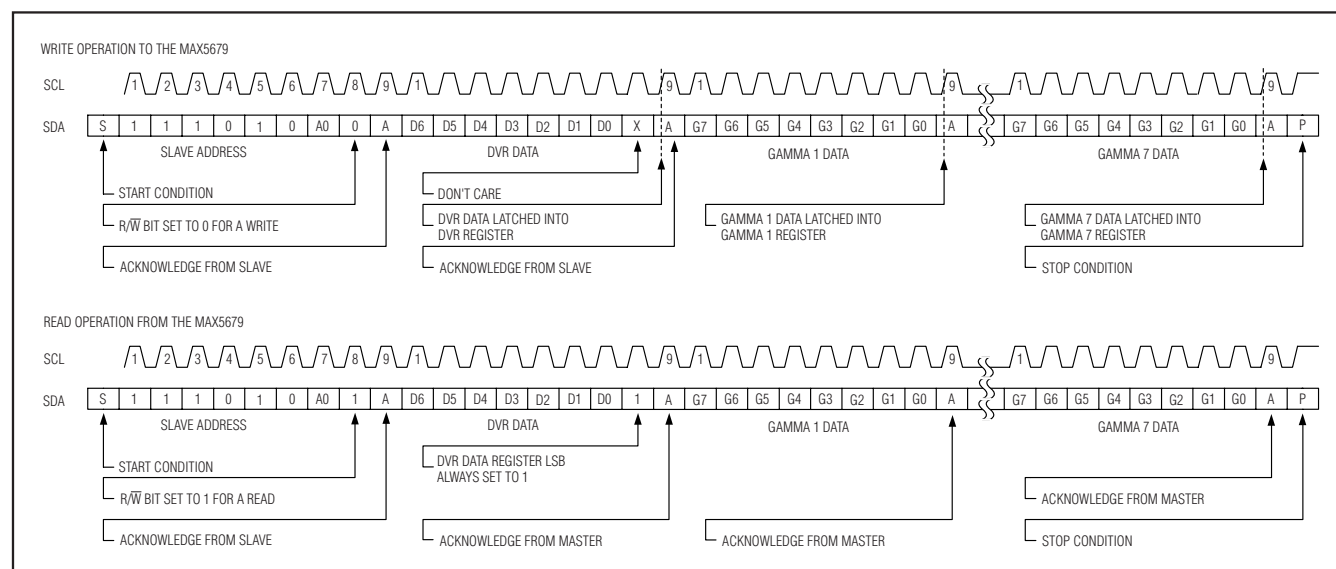 WRITE OPERATION TO THE MAX5679
SCL 1 2 3 4 5 6 7 8 9 1 9 1 9 1 9
SDA S 1 1 1 0 1 0 A0 0 A D6 D5 D4 D3 D2 D1 D0 X A G7 G6 G5 G4 G3 G2 G1 G0 A G7 G6 G5 G4 G3 G2 G1 G0 A P
SLAVE ADDRESS DVR DATA GAMMA 1 DATA GAMMA 7 DATA
START CONDITION DON'T CARE
R/W̅ BIT SET TO 0 FOR A WRITE DVR DATA LATCHED INTO GAMMA 1 DATA LATCHED INTO GAMMA 7 DATA LATCHED INTO
DVR REGISTER GAMMA 1 REGISTER GAMMA 7 REGISTER
ACKNOWLEDGE FROM SLAVE ACKNOWLEDGE FROM SLAVE STOP CONDITION
READ OPERATION FROM THE MAX5679
SCL 1 2 3 4 5 6 7 8 9 1 9 1 9 1 9
SDA S 1 1 1 0 1 0 A0 1 A D6 D5 D4 D3 D2 D1 D0 1 A G7 G6 G5 G4 G3 G2 G1 G0 A G7 G6 G5 G4 G3 G2 G1 G0 A P
SLAVE ADDRESS DVR DATA GAMMA 1 DATA GAMMA 7 DATA
START CONDITION DVR DATA REGISTER LSB
ALWAYS SET TO 1
R/W̅ BIT SET TO 1 FOR A READ ACKNOWLEDGE FROM MASTER
ACKNOWLEDGE FROM SLAVE ACKNOWLEDGE FROM MASTER ACKNOWLEDGE FROM MASTER STOP CONDITION